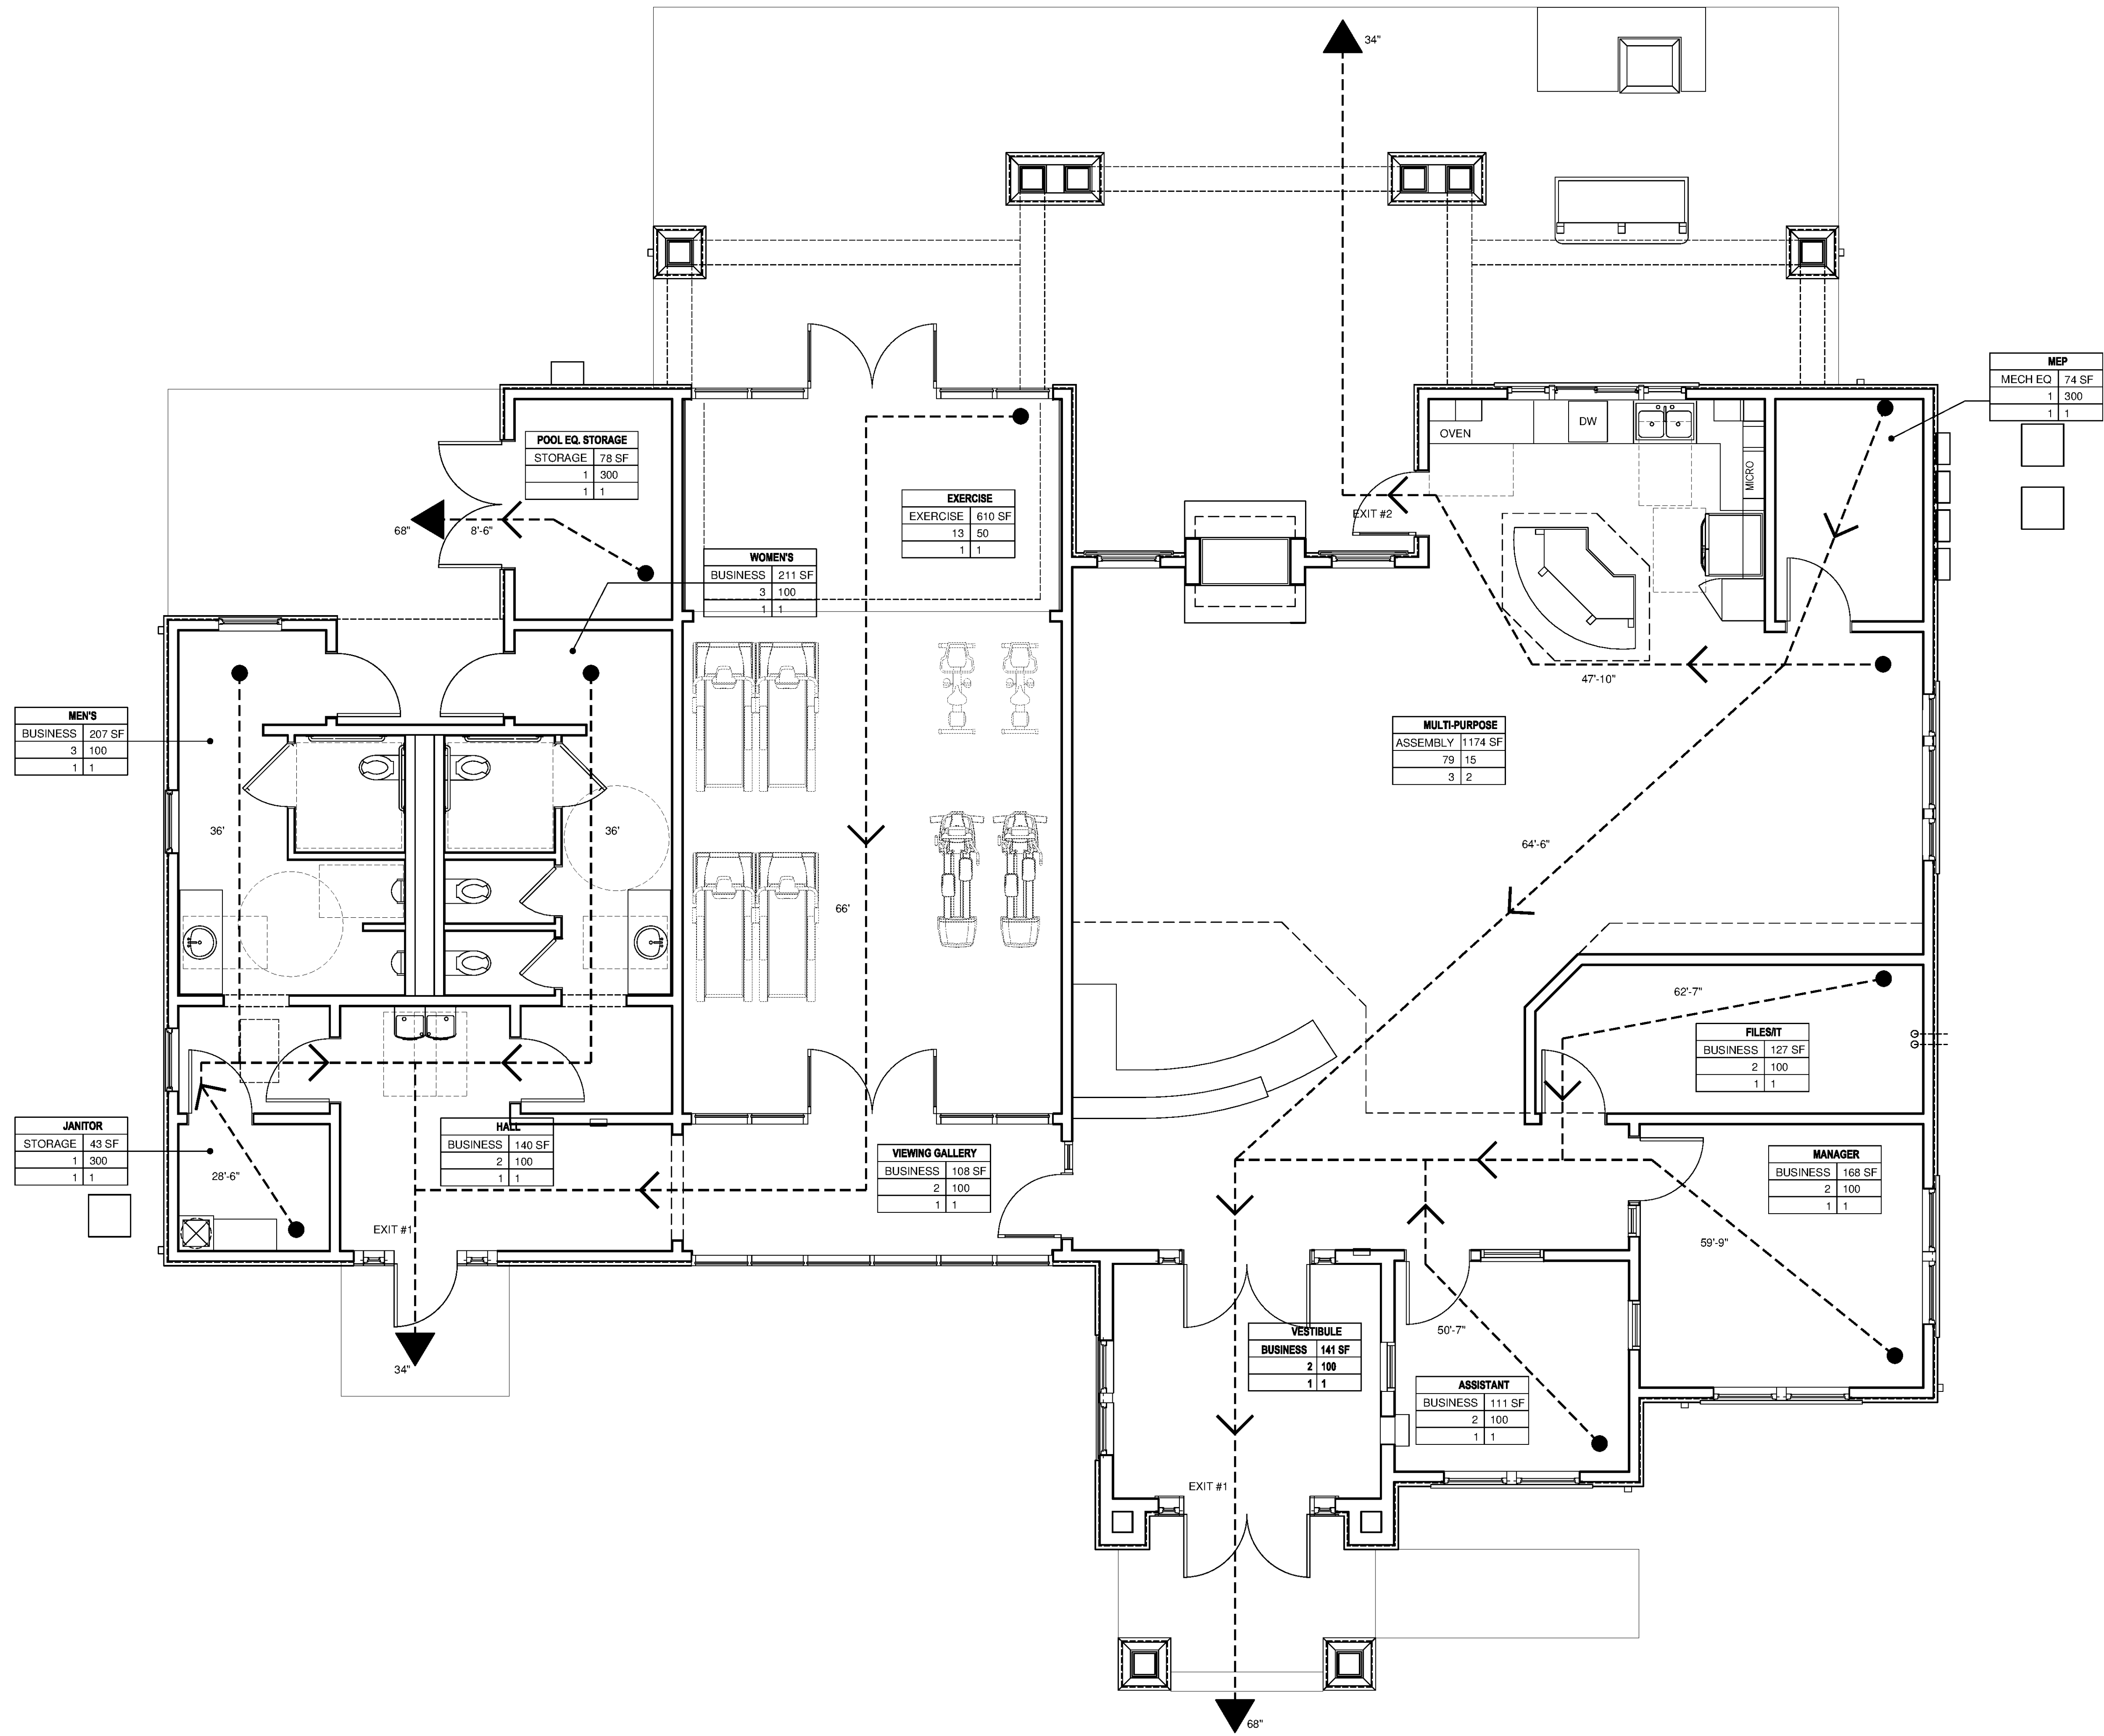 34"
MEP
MECH EQ 74 SF
1 300
1 1
OVEN
DW
MICRO
POOL EQ. STORAGE
STORAGE 78 SF
1 300
1 1
68"
8'-6"
EXERCISE
EXERCISE 610 SF
13 50
1 1
EXIT #2
WOMEN'S
BUSINESS 211 SF
3 100
1 1
47'-10"
MEN'S
BUSINESS 207 SF
3 100
1 1
MULTI-PURPOSE
ASSEMBLY 1174 SF
79 15
3 2
36'
36'
64'-6"
66'
62'-7"
FILES/IT
BUSINESS 127 SF
2 100
1 1
JANITOR
STORAGE 43 SF
1 300
1 1
28'-6"
HALL
BUSINESS 140 SF
2 100
1 1
VIEWING GALLERY
BUSINESS 108 SF
2 100
1 1
MANAGER
BUSINESS 168 SF
2 100
1 1
EXIT #1
59'-9"
34"
VESTIBULE
BUSINESS 141 SF
2 100
1 1
50'-7"
ASSISTANT
BUSINESS 111 SF
2 100
1 1
EXIT #1
68"